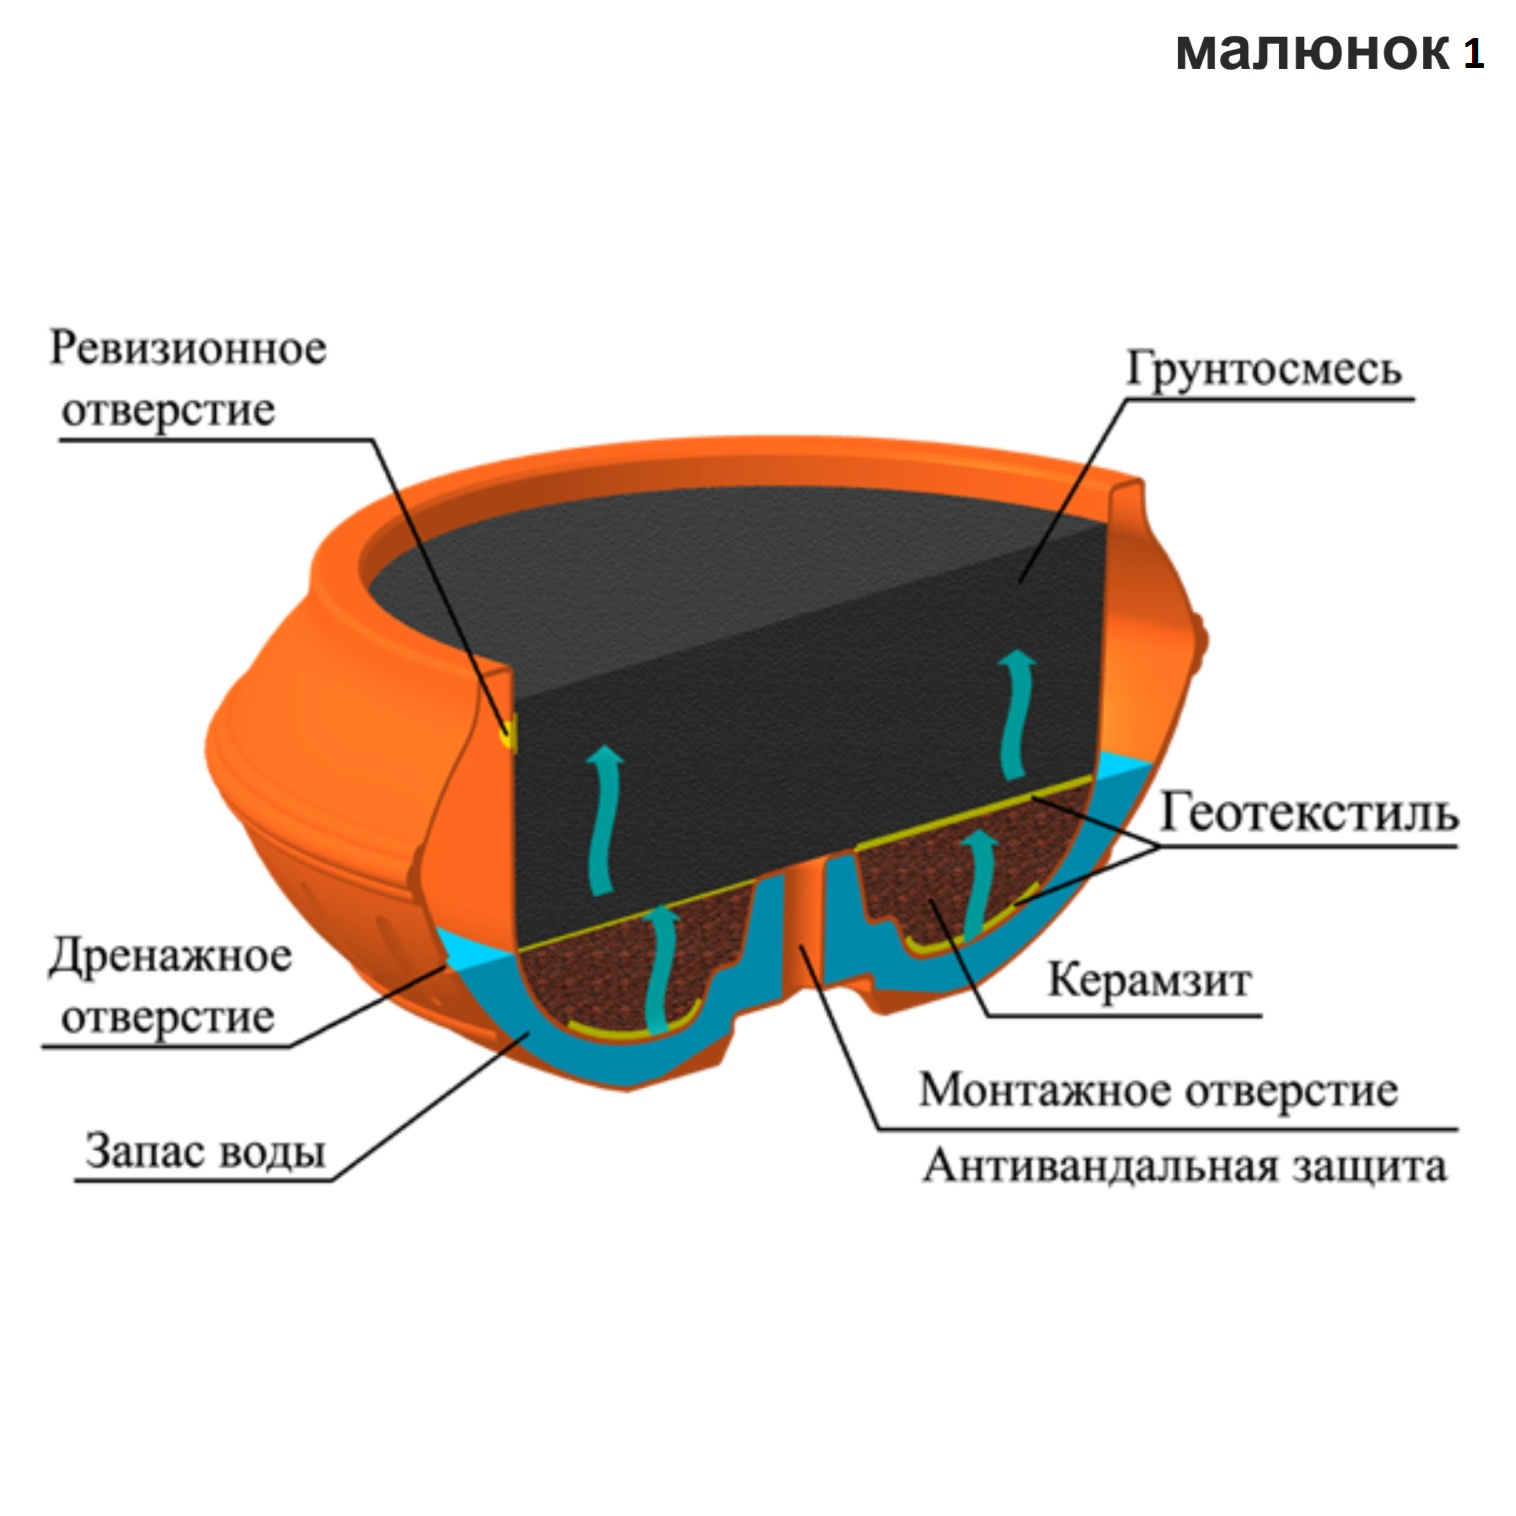 малюнок 1
Ревизионное
отверстие
Грунтосмесь
Геотекстиль
Дренажное
отверстие
Керамзит
Монтажное отверстие
Антивандальная защита
Запас воды